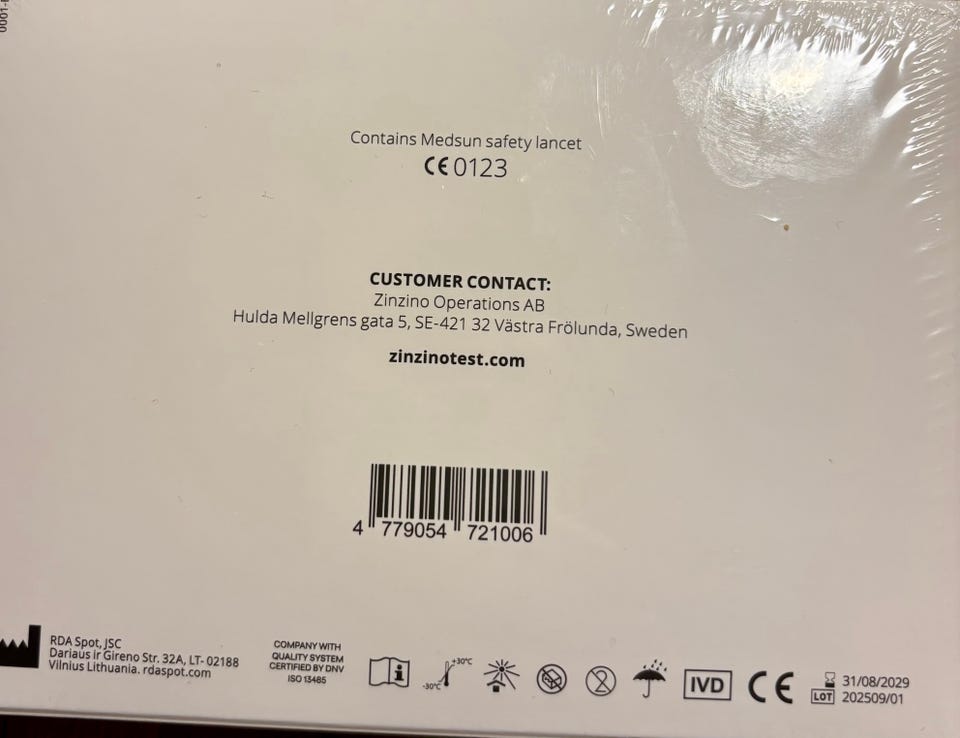 Contains Medsun safety lancet
CE 0123
CUSTOMER CONTACT:
Zinzino Operations AB
Hulda Mellgrens gata 5, SE-421 32 Västra Frölunda, Sweden
zinzinotest.com
4 779054 721006
RDA Spot, JSC
Dariaus ir Gireno Str. 32A, LT- 02188
Vilnius Lithuania. rdaspot.com
COMPANY WITH
QUALITY SYSTEM
CERTIFIED BY DNV
ISO 13485
-30°C +30°C
2
IVD
CE
31/08/2029
LOT 202509/01